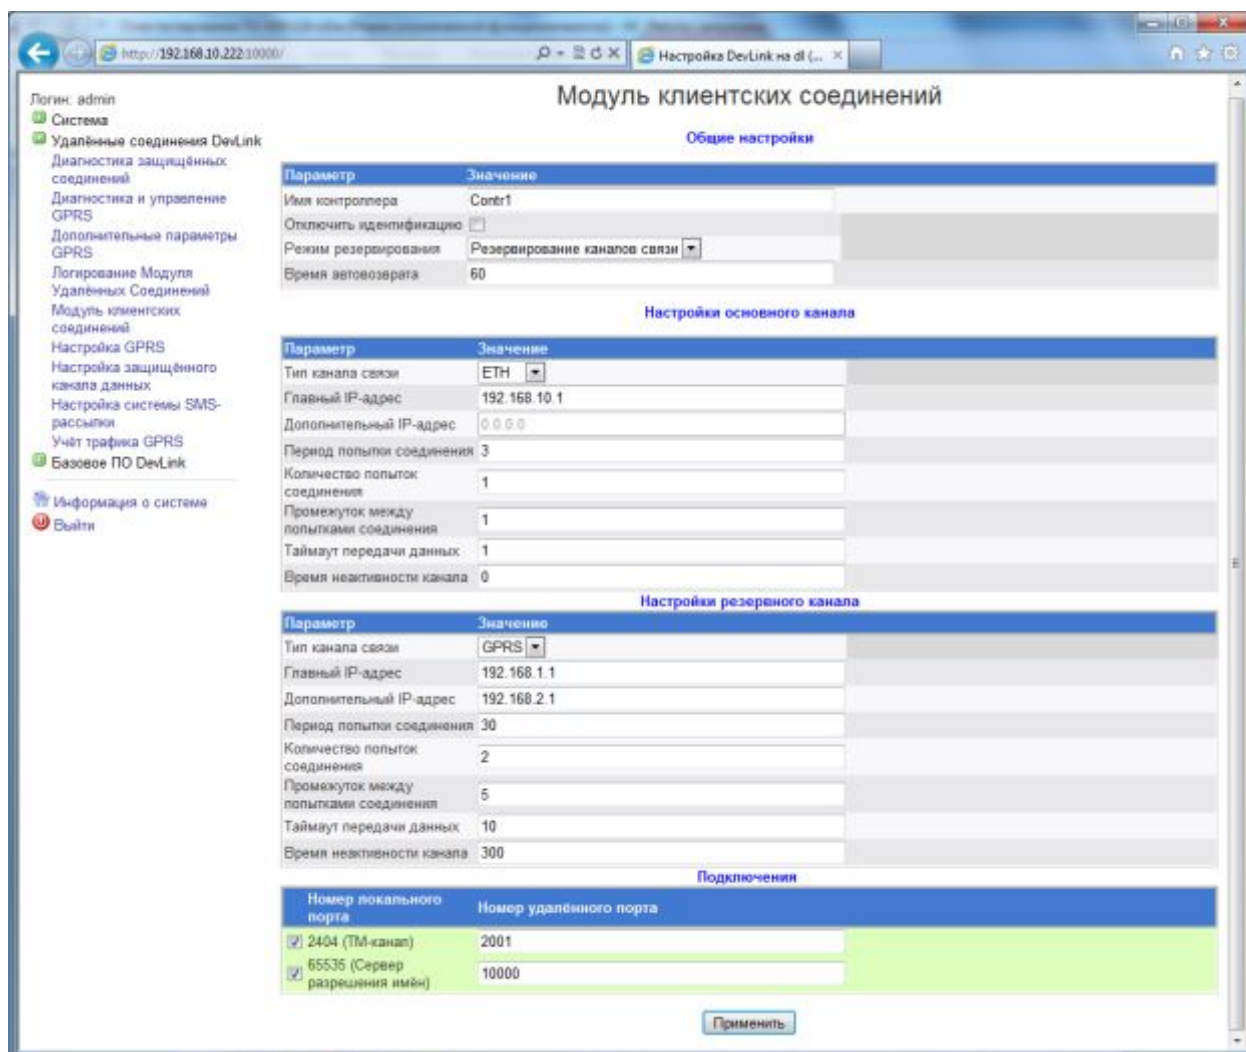 http://192.168.10.222:10000/
Настройка DevLink на dl (...
Логин: admin
Система
Удалённые соединения DevLink
Диагностика защищённых
соединений
Диагностика и управление
GPRS
Дополнительные параметры
GPRS
Логирование Модуля
Удалённых Соединений
Модуль клиентских
соединений
Настройка GPRS
Настройка защищённого
канала данных
Настройка системы SMS-
рассылки
Учёт трафика GPRS
Базовое ПО DevLink
Информация о системе
Выйти
Модуль клиентских соединений
Общие настройки
Параметр Значение
Имя контроллера Contr1
Отключить идентификацию
Режим резервирования Резервирование каналов связи
Время автовозврата 60
Настройки основного канала
Параметр Значение
Тип канала связи ETH
Главный IP-адрес 192.168.10.1
Дополнительный IP-адрес 0.0.0.0
Период попытки соединения 3
Количество попыток
соединения 1
Промежуток между
попытками соединения 1
Таймаут передачи данных 1
Время неактивности канала 0
Настройки резервного канала
Параметр Значение
Тип канала связи GPRS
Главный IP-адрес 192.168.1.1
Дополнительный IP-адрес 192.168.2.1
Период попытки соединения 30
Количество попыток
соединения 2
Промежуток между
попытками соединения 5
Таймаут передачи данных 10
Время неактивности канала 300
Подключения
Номер локального
порта Номер удалённого порта
2404 (ТМ-канал) 2001
65535 (Сервер
разрешения имён) 10000
Применить